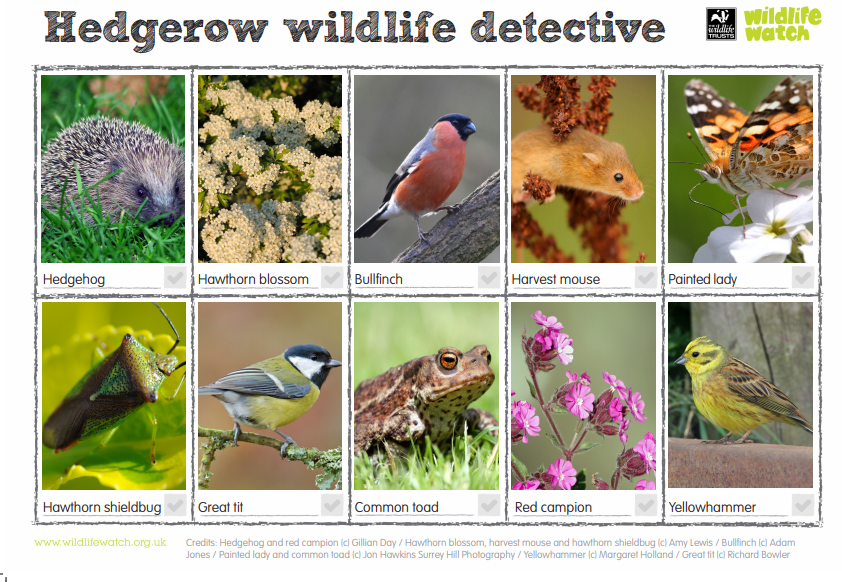 Hedgerow wildlife detective
THE wildlife TRUSTS
wildlife
watch
Hedgehog
Hawthorn blossom
Bullfinch
Harvest mouse
Painted lady
Hawthorn shieldbug
Great tit
Common toad
Red campion
Yellowhammer
www.wildlifewatch.org.uk
Credits: Hedgehog and red campion (c) Gillian Day / Hawthorn blossom, harvest mouse and hawthorn shieldbug (c) Amy Lewis / Bullfinch (c) Adam
Jones / Painted lady and common toad (c) Jon Hawkins Surrey Hill Photography / Yellowhammer (c) Margaret Holland / Great tit (c) Richard Bowler